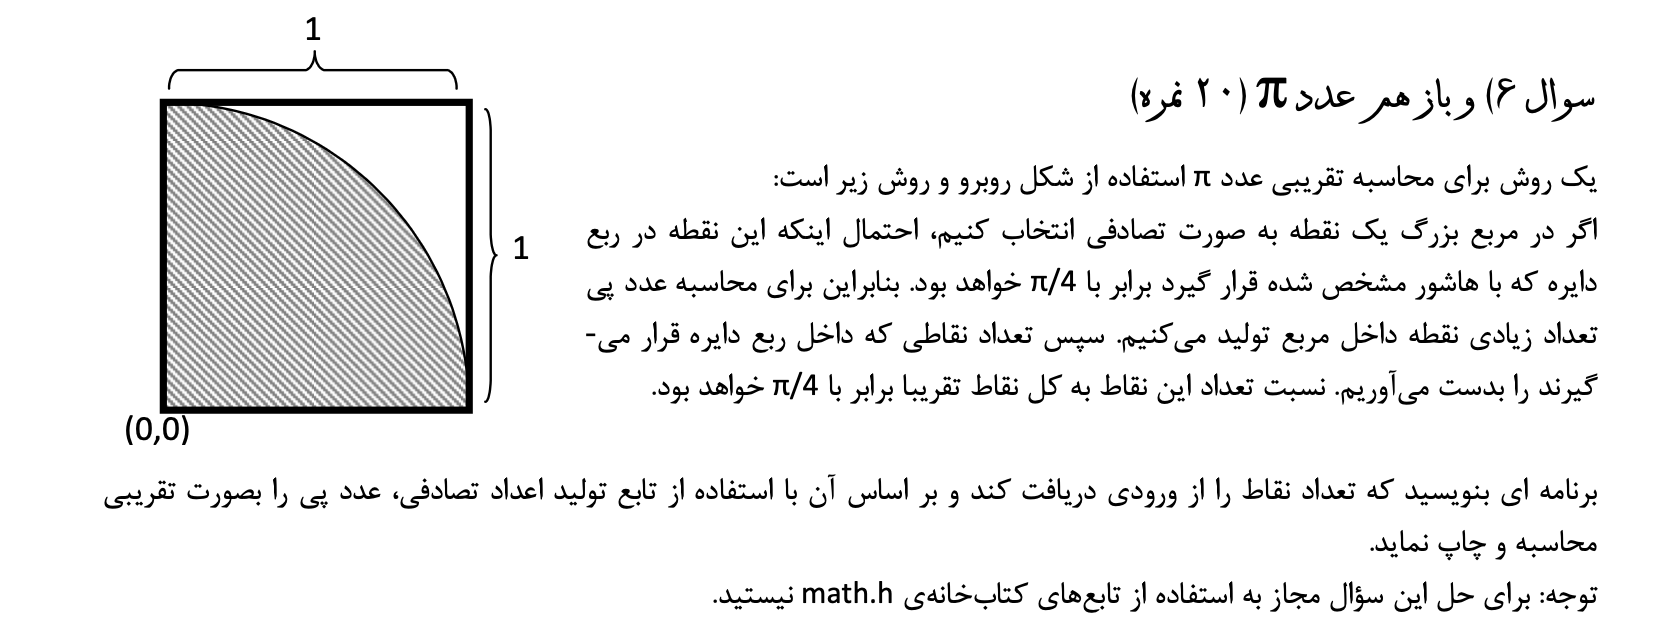 1
سوال ۶) و باز هم عدد π (۲۰ نمره)
یک روش برای محاسبه تقریبی عدد π استفاده از شکل روبرو و روش زیر است:
اگر در مربع بزرگ یک نقطه به صورت تصادفی انتخاب کنیم، احتمال اینکه این نقطه در ربع
1
دایره که با هاشور مشخص شده قرار گیرد برابر با π/4 خواهد بود. بنابراین برای محاسبه عدد پی
تعداد زیادی نقطه داخل مربع تولید می‌کنیم. سپس تعداد نقاطی که داخل ربع دایره قرار می-
گیرند را بدست می‌آوریم. نسبت تعداد این نقاط به کل نقاط تقریبا برابر با π/4 خواهد بود.
(0,0)
برنامه ای بنویسید که تعداد نقاط را از ورودی دریافت کند و بر اساس آن با استفاده از تابع تولید اعداد تصادفی، عدد پی را بصورت تقریبی
محاسبه و چاپ نماید.
توجه: برای حل این سؤال مجاز به استفاده از تابع‌های کتاب‌خانه‌ی math.h نیستید.